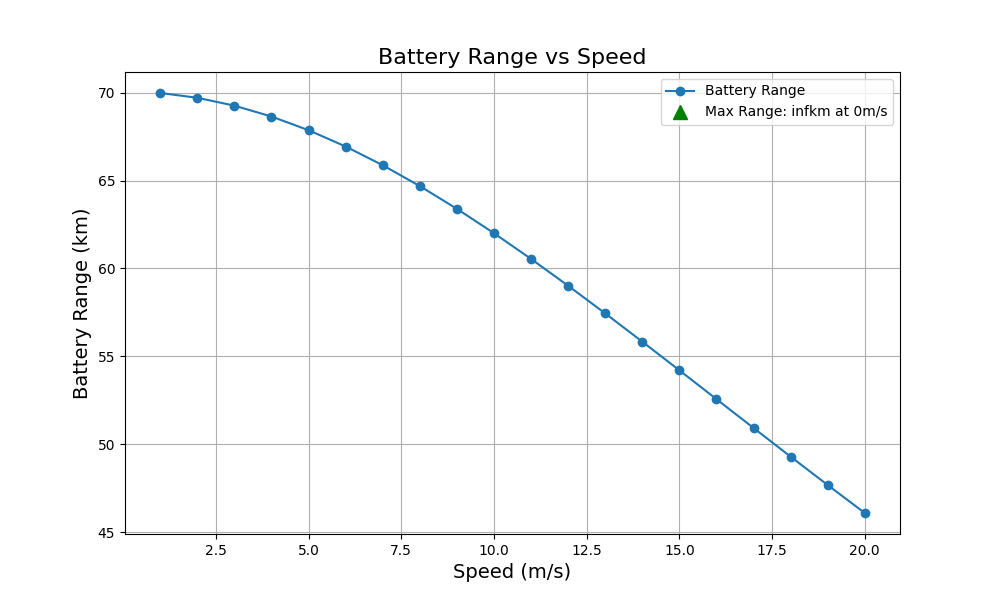 Battery Range vs Speed
Battery Range
Max Range: infkm at 0m/s
Battery Range (km)
70
65
60
55
50
45
2.5 5.0 7.5 10.0 12.5 15.0 17.5 20.0
Speed (m/s)